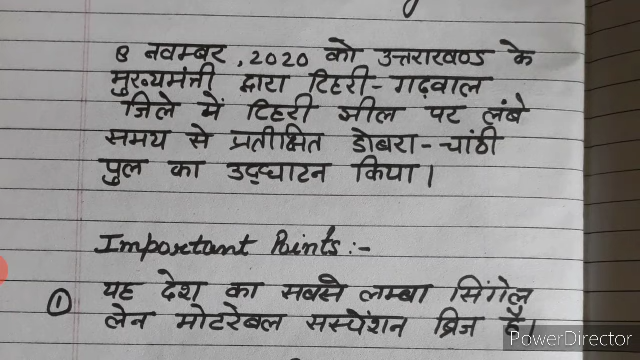 8 नवम्बर, 2020 को उत्तराखण्ड के
मुख्यमंत्री द्वारा टिहरी-गढ़वाल
जिले में टिहरी झील पर लंबे
समय से प्रतीक्षित डोबरा-चांठी
पुल का उद्घाटन किया।
Important Points:-
① यह देश का सबसे लम्बा सिंगेल
लेन मोटरेबल सस्पेंशन ब्रिज है।
PowerDirector